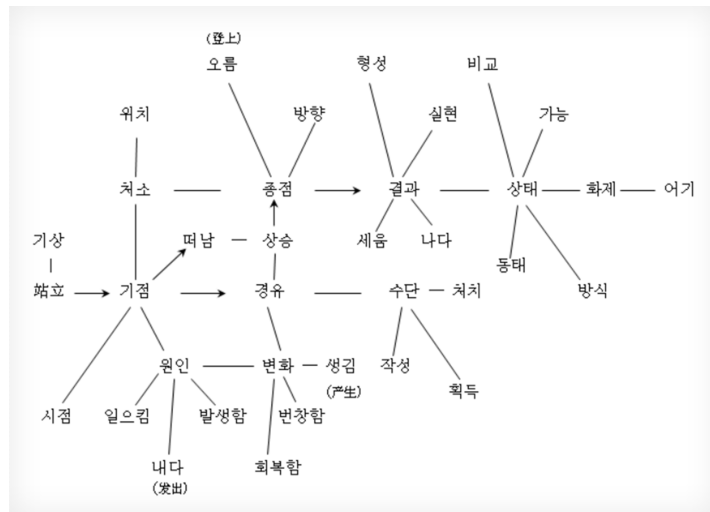 (登上)
오름
형성
비교
위치
방향
실현
가능
처소
종점
결과
상태
화제
어기
기상
떠남
상승
세움
나다
동태
站立
기점
경유
수단
처치
방식
원인
변화
생김
(产生)
작성
획득
시점
일으킴
발생함
번창함
내다
(发出)
회복함